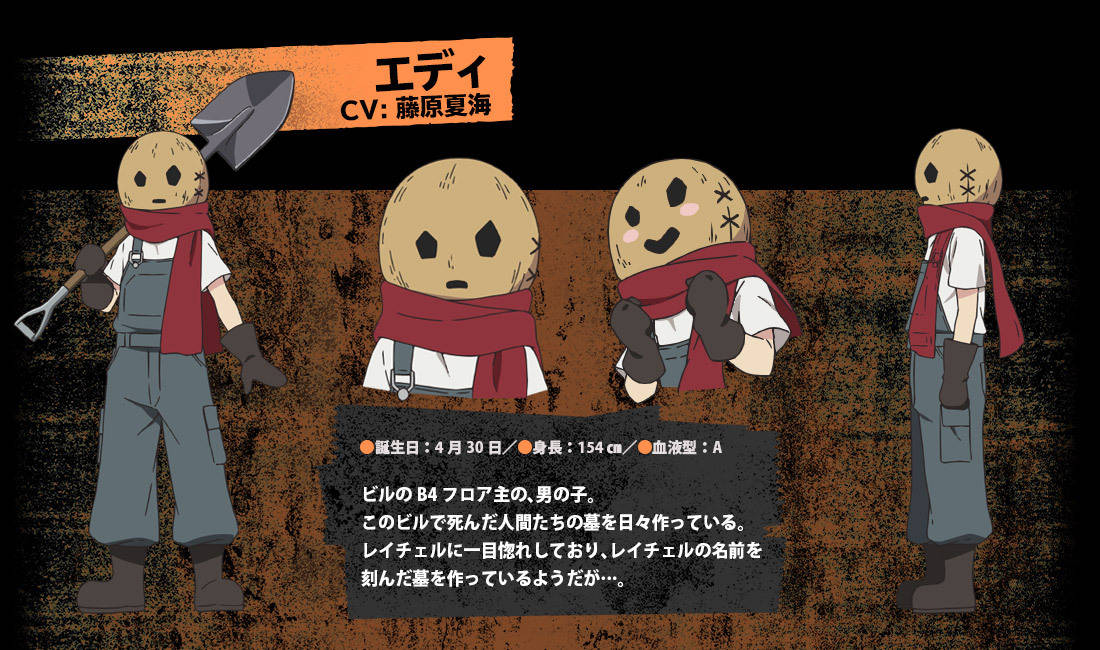 エディ
CV: 藤原夏海
●誕生日：4月30日／●身長：154㎝／●血液型：A
ビルのB4フロア主の、男の子。
このビルで死んだ人間たちの墓を日々作っている。
レイチェルに一目惚れしており、レイチェルの名前を
刻んだ墓を作っているようだが…。